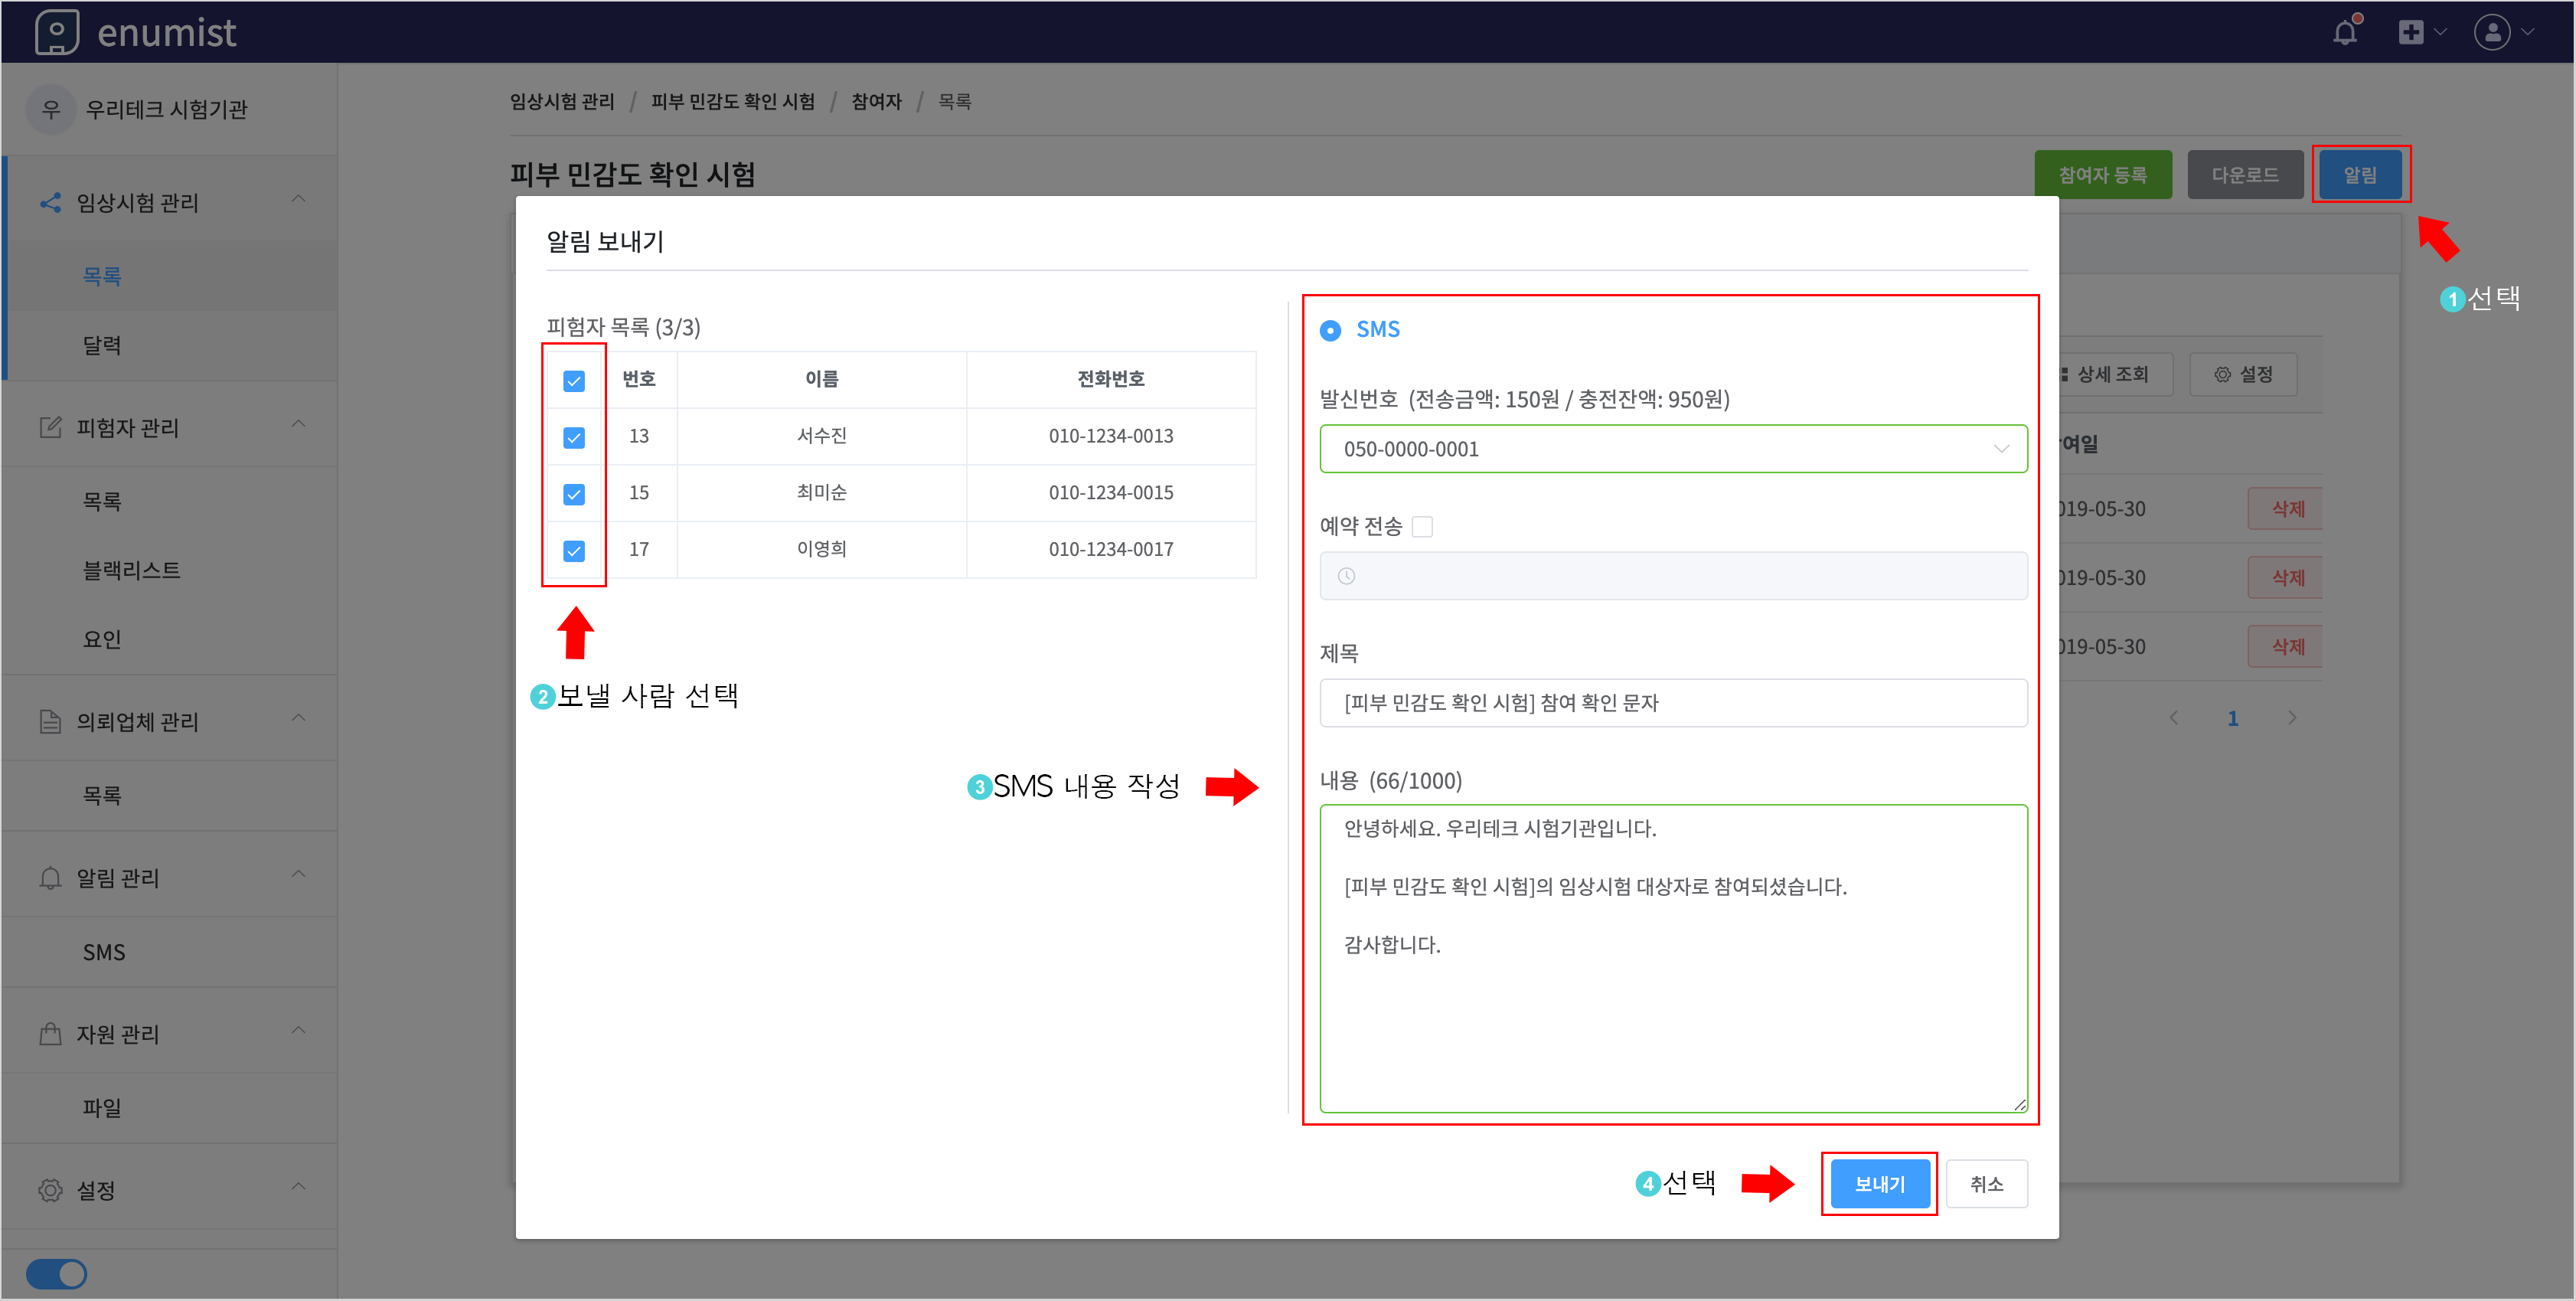 enumist
우 우리테크 시험기관
임상시험 관리
목록
달력
피험자 관리
목록
블랙리스트
요인
의뢰업체 관리
목록
알림 관리
SMS
자원 관리
파일
설정
임상시험 관리 / 피부 민감도 확인 시험 / 참여자 / 목록
피부 민감도 확인 시험
참여자 등록 다운로드 알림
1 선택
상세 조회 설정
여일
019-05-30 삭제
019-05-30 삭제
019-05-30 삭제
1
알림 보내기
피험자 목록 (3/3)
번호 이름 전화번호
13 서수진 010-1234-0013
15 최미순 010-1234-0015
17 이영희 010-1234-0017
2 보낼 사람 선택
3 SMS 내용 작성
SMS
발신번호 (전송금액: 150원 / 충전잔액: 950원)
050-0000-0001
예약 전송
제목
[피부 민감도 확인 시험] 참여 확인 문자
내용 (66/1000)
안녕하세요. 우리테크 시험기관입니다.
[피부 민감도 확인 시험]의 임상시험 대상자로 참여되셨습니다.
감사합니다.
4 선택
보내기 취소